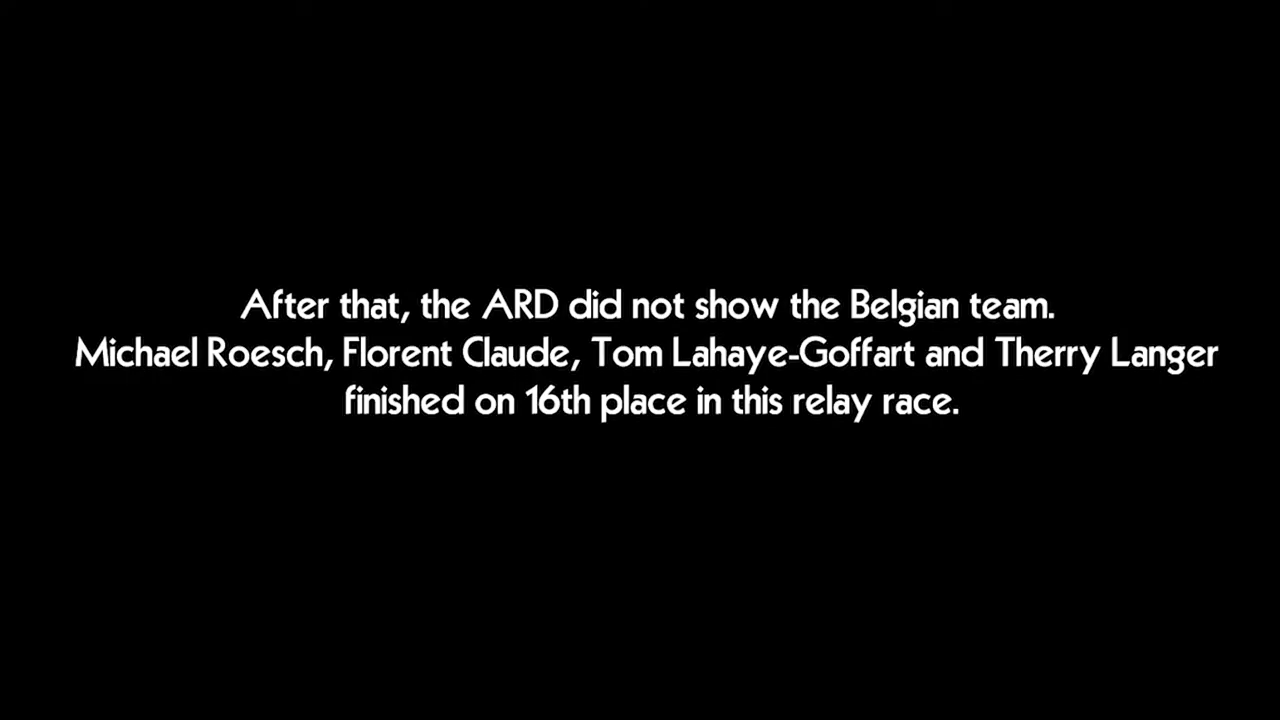 After that, the ARD did not show the Belgian team.
Michael Roesch, Florent Claude, Tom Lahaye-Goffart and Therry Langer
finished on 16th place in this relay race.